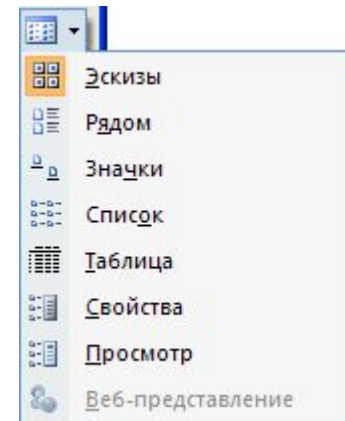 Эскизы
Рядом
Значки
Список
Таблица
Свойства
Просмотр
Веб-представление